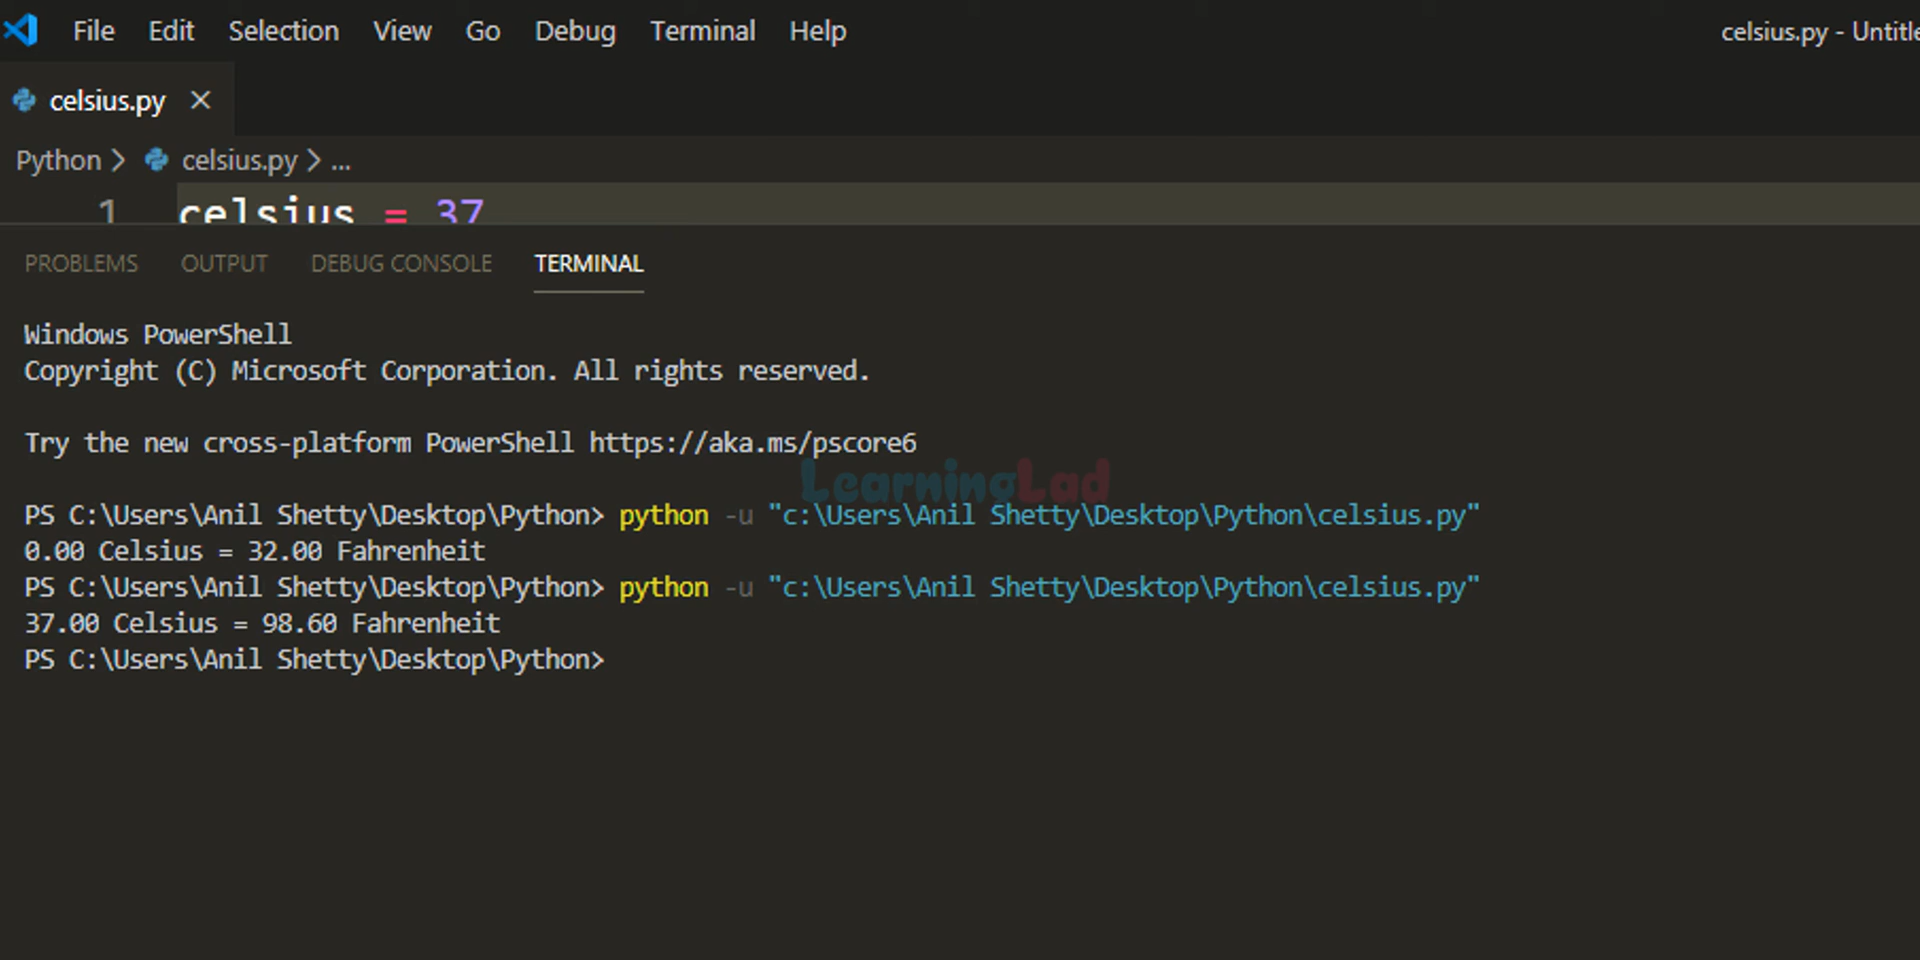 File Edit Selection View Go Debug Terminal Help celsius.py - Untitle
celsius.py
Python > celsius.py > ...
1 celsius = 37
PROBLEMS OUTPUT DEBUG CONSOLE TERMINAL
Windows PowerShell
Copyright (C) Microsoft Corporation. All rights reserved.
Try the new cross-platform PowerShell https://aka.ms/pscore6
LearningLad
PS C:\Users\Anil Shetty\Desktop\Python> python -u "c:\Users\Anil Shetty\Desktop\Python\celsius.py"
0.00 Celsius = 32.00 Fahrenheit
PS C:\Users\Anil Shetty\Desktop\Python> python -u "c:\Users\Anil Shetty\Desktop\Python\celsius.py"
37.00 Celsius = 98.60 Fahrenheit
PS C:\Users\Anil Shetty\Desktop\Python>